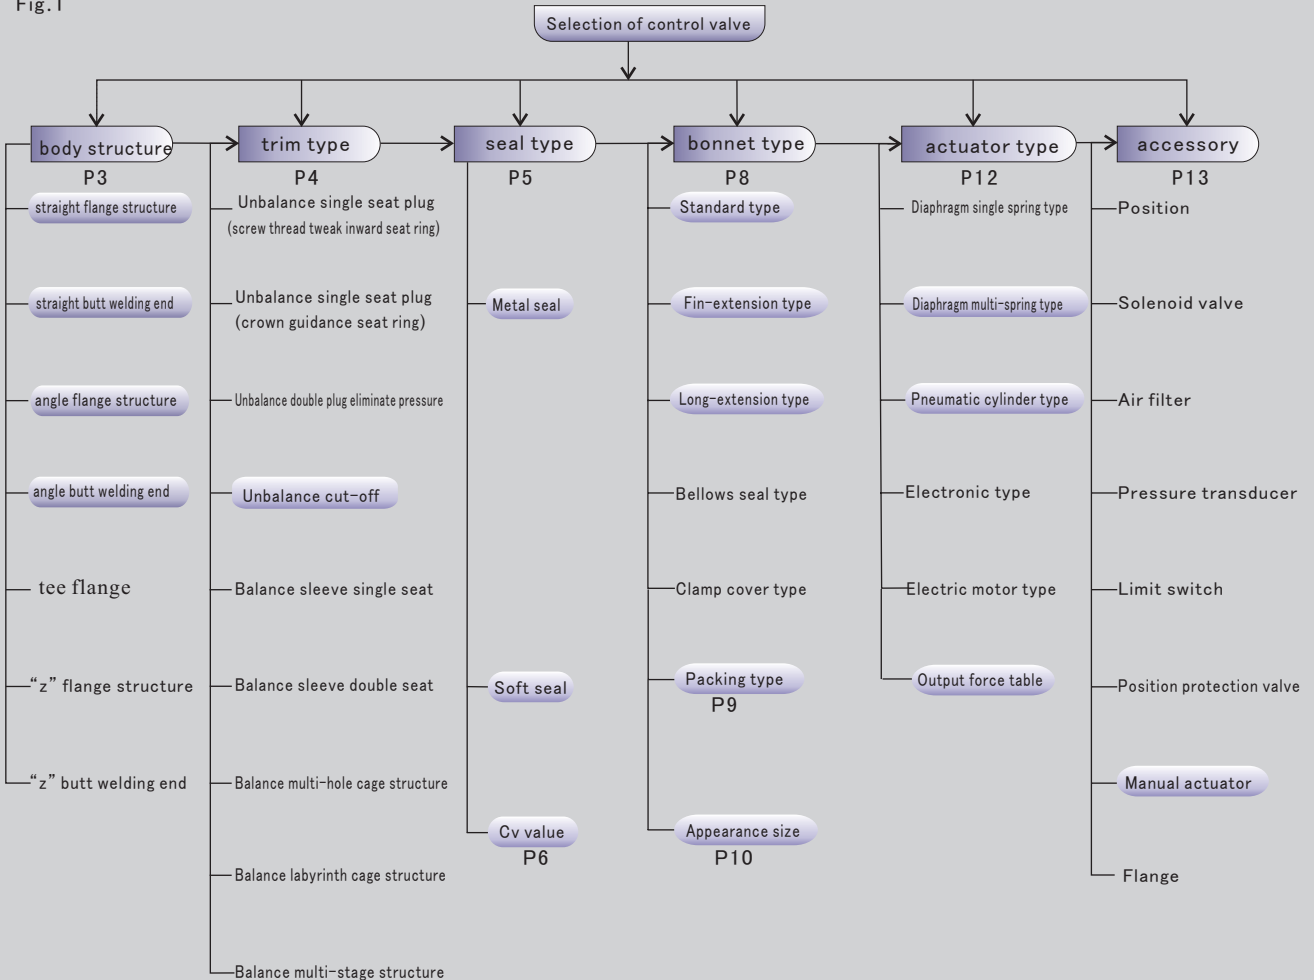 Fig.1
Selection of control valve
body structure
P3
straight flange structure
straight butt welding end
angle flange structure
angle butt welding end
tee flange
“z” flange structure
“z” butt welding end
trim type
P4
Unbalance single seat plug
(screw thread tweak inward seat ring)
Unbalance single seat plug
(crown guidance seat ring)
Unbalance double plug eliminate pressure
Unbalance cut-off
Balance sleeve single seat
Balance sleeve double seat
Balance multi-hole cage structure
Balance labyrinth cage structure
Balance multi-stage structure
seal type
P5
Metal seal
Soft seal
Cv value
P6
bonnet type
P8
Standard type
Fin-extension type
Long-extension type
Bellows seal type
Clamp cover type
Packing type
P9
Appearance size
P10
actuator type
P12
Diaphragm single spring type
Diaphragm multi-spring type
Pneumatic cylinder type
Electronic type
Electric motor type
Output force table
accessory
P13
Position
Solenoid valve
Air filter
Pressure transducer
Limit switch
Position protection valve
Manual actuator
Flange